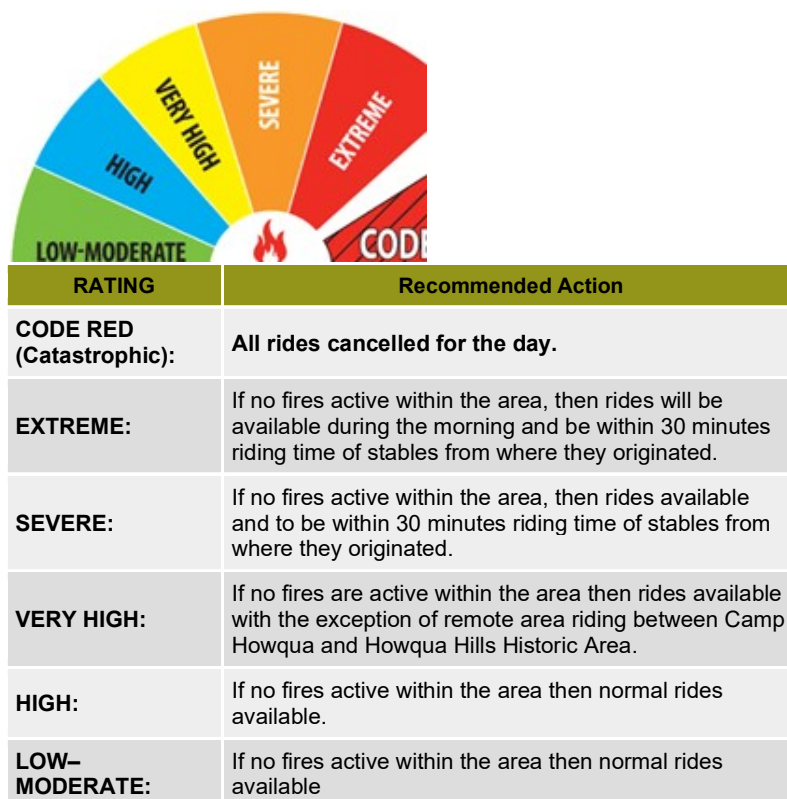 SEVERE
VERY HIGH
EXTREME
HIGH
LOW-MODERATE
RATING
Recommended Action
CODE RED
(Catastrophic):
All rides cancelled for the day.
EXTREME:
If no fires active within the area, then rides will be
available during the morning and be within 30 minutes
riding time of stables from where they originated.
SEVERE:
If no fires active within the area, then rides available
and to be within 30 minutes riding time of stables from
where they originated.
VERY HIGH:
If no fires are active within the area then rides available
with the exception of remote area riding between Camp
Howqua and Howqua Hills Historic Area.
HIGH:
If no fires active within the area then normal rides
available.
LOW–
MODERATE:
If no fires active within the area then normal rides
available